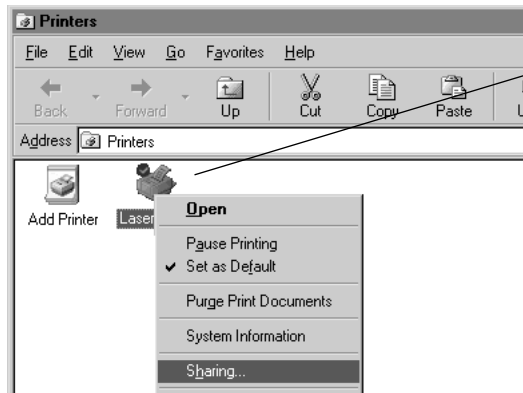 Printers
File Edit View Go Favorites Help
Back Forward Up Cut Copy Paste
Address Printers
Add Printer Laser
Open
Pause Printing
Set as Default
Purge Print Documents
System Information
Sharing...